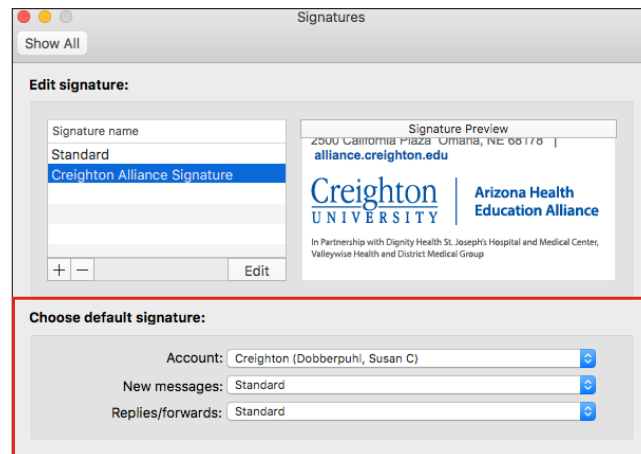 Signatures
Show All
Edit signature:
Signature name
Standard
Creighton Alliance Signature
+ −
Edit
Signature Preview
2500 California Plaza Omaha, NE 68178 |
alliance.creighton.edu
Creighton
UNIVERSITY
Arizona Health
Education Alliance
In Partnership with Dignity Health St. Joseph's Hospital and Medical Center,
Valleywise Health and District Medical Group
Choose default signature:
Account: Creighton (Dobberpuhl, Susan C)
New messages: Standard
Replies/forwards: Standard